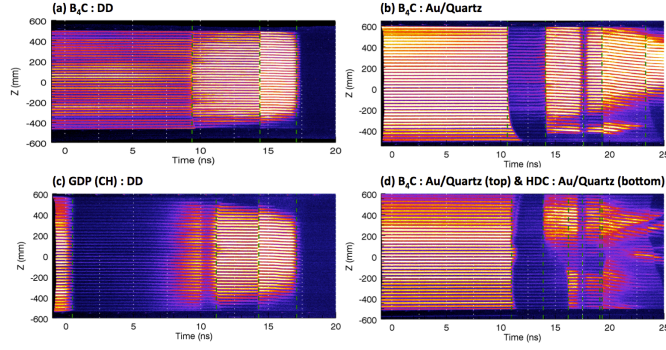 (a) B₄C : DD
(b) B₄C : Au/Quartz
600
400
200
0
-200
-400
-600
Z (mm)
0 5 10 15 20
Time (ns)
600
400
200
0
-200
-400
Z (mm)
0 5 10 15 20 25
Time (ns)
(c) GDP (CH) : DD
(d) B₄C : Au/Quartz (top) & HDC : Au/Quartz (bottom)
600
400
200
0
-200
-400
-600
Z (mm)
0 5 10 15 20
Time (ns)
600
400
200
0
-200
-400
-600
Z (mm)
0 5 10 15 20 25
Time (ns)